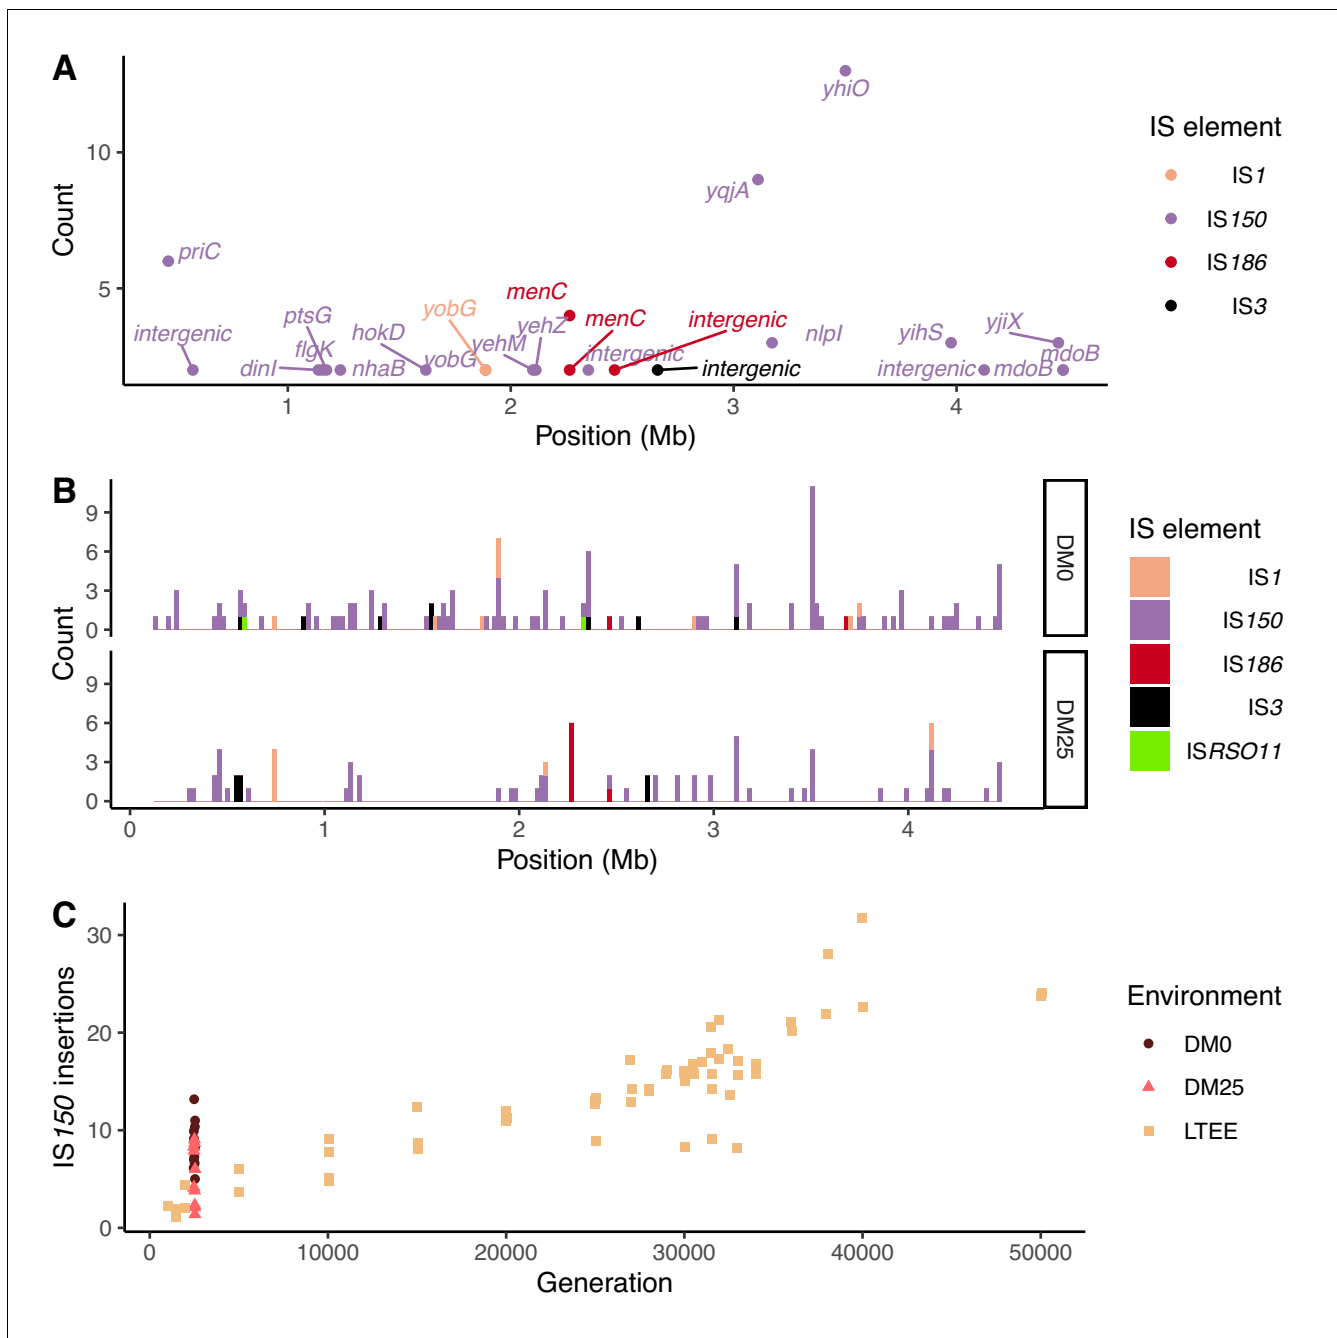 A
Count
10
5
yhiO
yqjA
priC
intergenic
ptsG
dinI
flgK
hokD
nhaB
yobG
yobG
yehM
yehZ
menC
menC
intergenic
intergenic
intergenic
nlpI
yihS
yjiX
intergenic
mdoB
mdoB
1
2
3
4
Position (Mb)
IS element
IS1
IS150
IS186
IS3
B
Count
9
6
3
0
DM0
9
6
3
0
DM25
0
1
2
3
4
Position (Mb)
IS element
IS1
IS150
IS186
IS3
ISRSO11
C
IS150 insertions
30
20
10
0
0
10000
20000
30000
40000
50000
Generation
Environment
DM0
DM25
LTEE